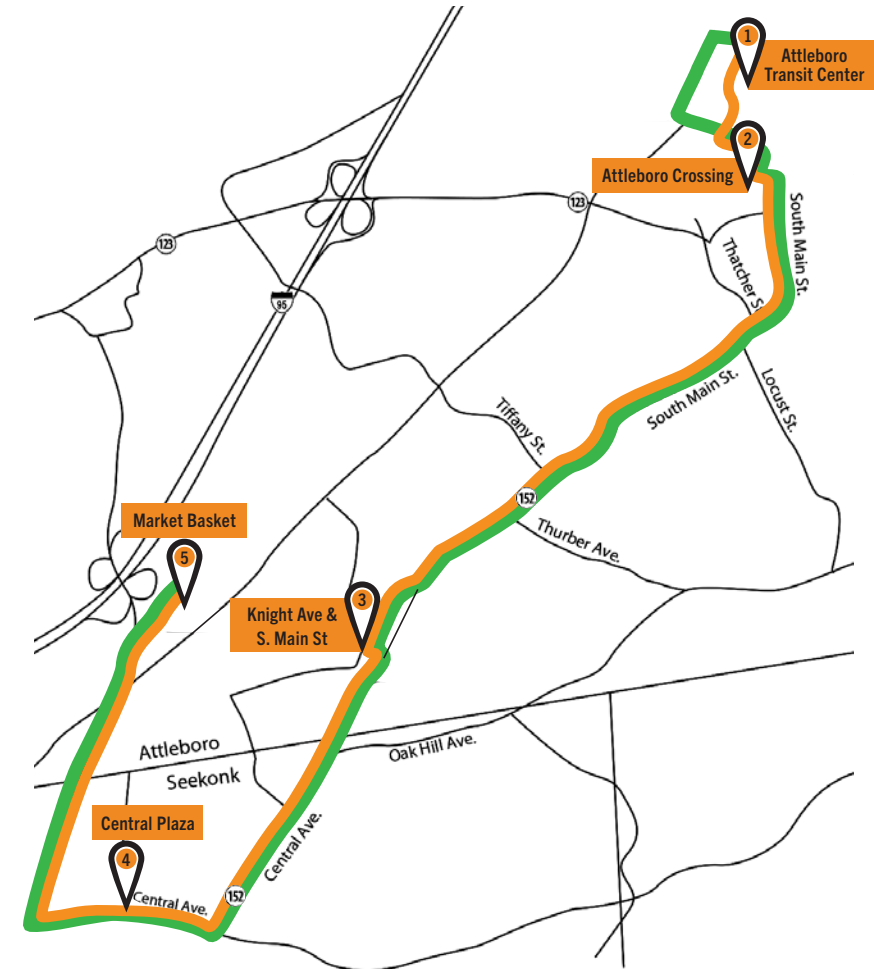 1
Attleboro
Transit Center
2
Attleboro Crossing
123
South Main St.
123
Thatcher S
95
South Main St.
Locust St.
Tiffany St.
152
Thurber Ave.
Market Basket
5
3
Knight Ave &
S. Main St
Attleboro
Oak Hill Ave.
Seekonk
Central Plaza
4
Central Ave.
Central Ave.
152